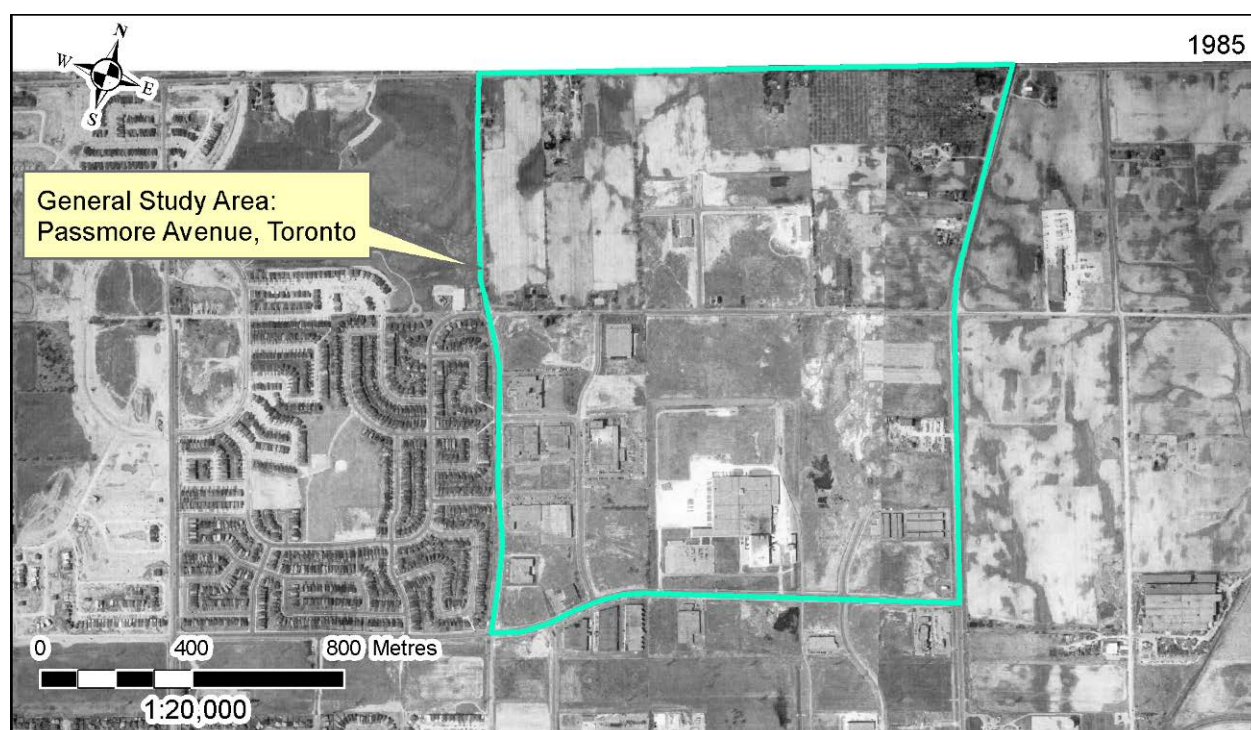 1985
N
W
E
S
General Study Area:
Passmore Avenue, Toronto
0 400 800 Metres
1:20,000